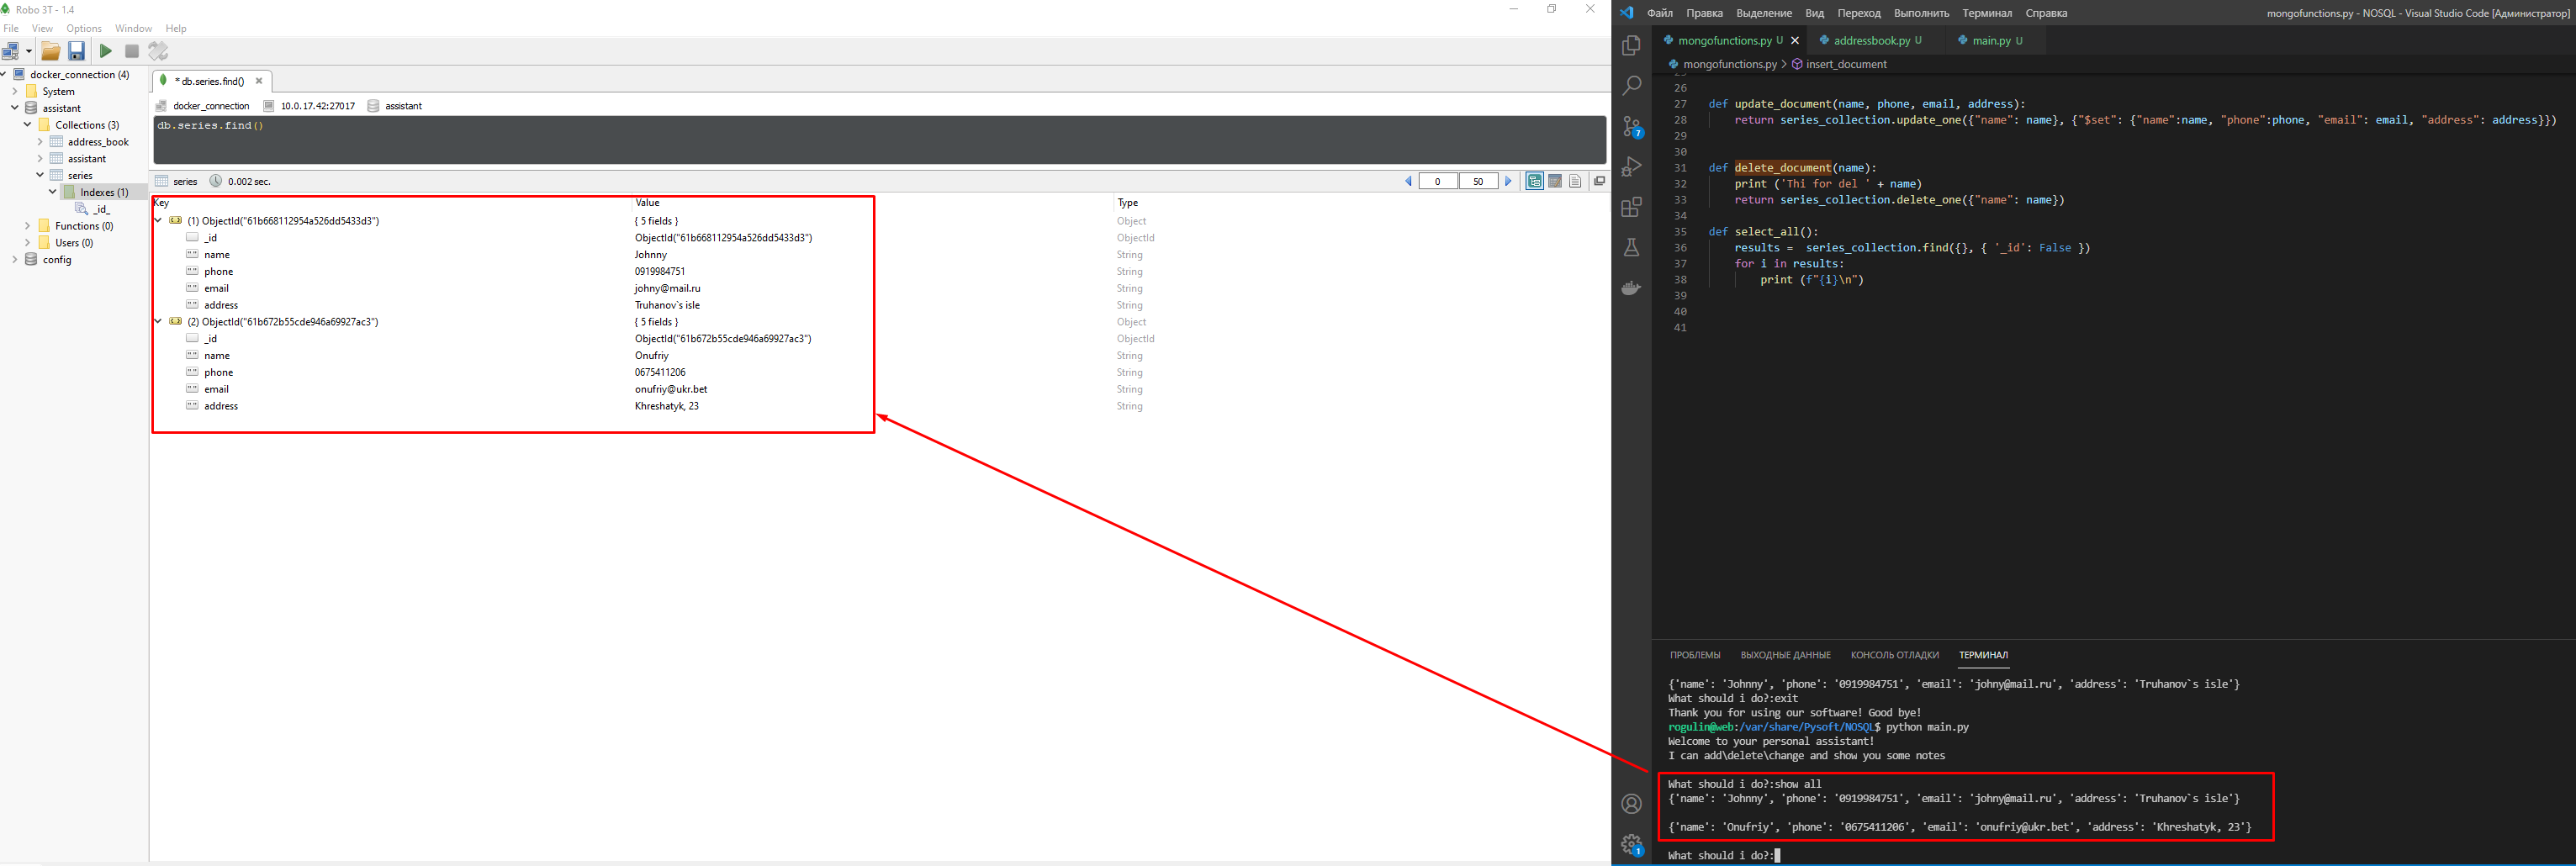 Robo 3T - 1.4
File View Options Window Help
docker_connection (4)
System
assistant
Collections (3)
address_book
assistant
series
Indexes (1)
_id_
Functions (0)
Users (0)
config
* db.series.find()
docker_connection 10.0.17.42:27017 assistant
db.series.find()
series 0.002 sec.
0 50
Key Value Type
(1) ObjectId("61b668112954a526dd5433d3") { 5 fields } Object
_id ObjectId("61b668112954a526dd5433d3") ObjectId
name Johnny String
phone 0919984751 String
email johny@mail.ru String
address Truhanov`s isle String
(2) ObjectId("61b672b55cde946a69927ac3") { 5 fields } Object
_id ObjectId("61b672b55cde946a69927ac3") ObjectId
name Onufriy String
phone 0675411206 String
email onufriy@ukr.bet String
address Khreshatyk, 23 String
Файл Правка Выделение Вид Переход Выполнить Терминал Справка mongofunctions.py - NOSQL - Visual Studio Code [Администратор]
mongofunctions.py U addressbook.py U main.py U
mongofunctions.py > insert_document
25
26
27 def update_document(name, phone, email, address):
28 return series_collection.update_one({"name": name}, {"$set": {"name":name, "phone":phone, "email": email, "address": address}})
29
30
31 def delete_document(name):
32 print ('Thi for del ' + name)
33 return series_collection.delete_one({"name": name})
34
35 def select_all():
36 results =  series_collection.find({}, { '_id': False })
37 for i in results:
38 print (f"{i}\n")
39
40
41
7
ПРОБЛЕМЫ ВЫХОДНЫЕ ДАННЫЕ КОНСОЛЬ ОТЛАДКИ ТЕРМИНАЛ
{'name': 'Johnny', 'phone': '0919984751', 'email': 'johny@mail.ru', 'address': 'Truhanov`s isle'}
What should i do?:exit
Thank you for using our software! Good bye!
rogulin@web:/var/share/Pysoft/NOSQL$ python main.py
Welcome to your personal assistant!
I can add\delete\change and show you some notes
What should i do?:show all
{'name': 'Johnny', 'phone': '0919984751', 'email': 'johny@mail.ru', 'address': 'Truhanov`s isle'}
{'name': 'Onufriy', 'phone': '0675411206', 'email': 'onufriy@ukr.bet', 'address': 'Khreshatyk, 23'}
What should i do?:
1